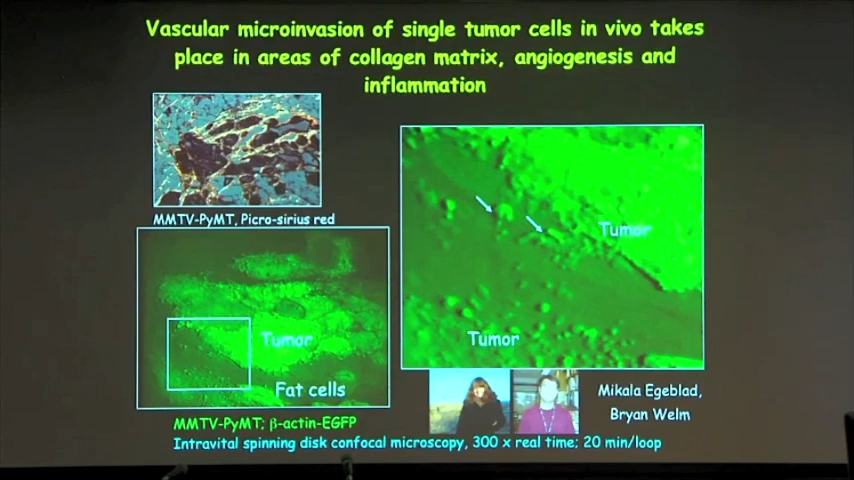 Vascular microinvasion of single tumor cells in vivo takes
place in areas of collagen matrix, angiogenesis and
inflammation
MMTV-PyMT, Picro-sirius red
Tumor
Tumor
Tumor
Fat cells
Mikala Egeblad,
Bryan Welm
MMTV-PyMT; β-actin-EGFP
Intravital spinning disk confocal microscopy, 300 x real time; 20 min/loop